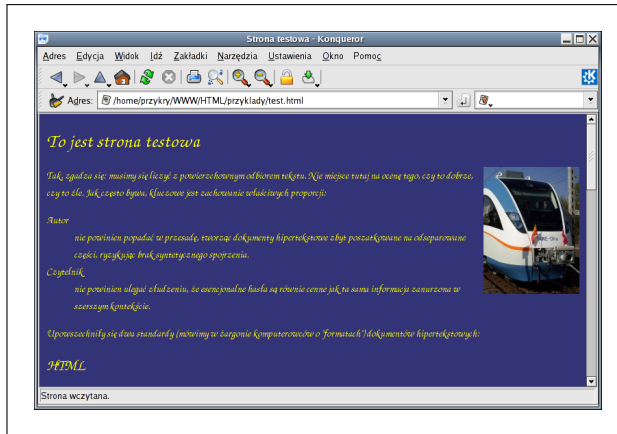 Strona testowa - Konqueror
Adres Edycja Widok Idź Zakładki Narzędzia Ustawienia Okno Pomoc
Adres: /home/przykry/WWW/HTML/przyklady/test.html
To jest strona testowa
Tak, zgadza się: musimy się liczyć z powierzchownym odbiorem tekstu. Nie miejsce tutaj na ocenę tego, czy to dobrze,
czy to źle. Jak często bywa, kluczowe jest zachowanie właściwych proporcji:
Autor
nie powinien popadać w przesadę, tworząc dokumenty hipertekstowe zbyt poszatkowane na odseparowane
części, ryzykując brak syntetycznego spojrzenia.
Czytelnik
nie powinien ulegać złudzeniu, że esencjonalne hasła są równie cenne jak ta sama informacja zanurzona w
szerszym kontekście.
Upowszechniły się dwa standardy (mówimy w żargonie komputerowców o "formatach") dokumentów hipertekstowych:
HTML
Strona wczytana.